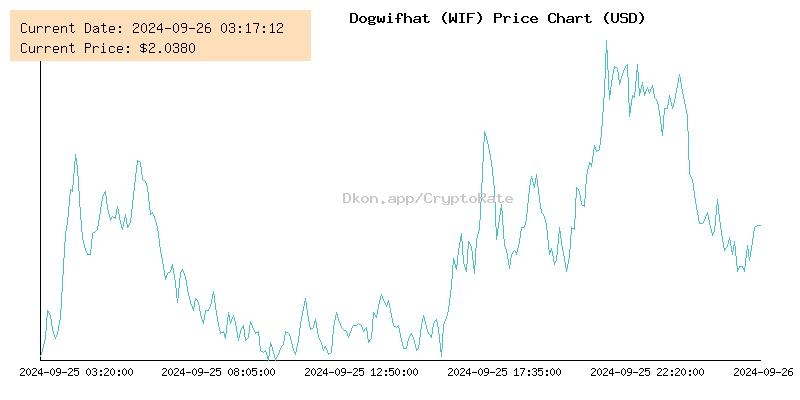 Dogwifhat (WIF) Price Chart (USD)
Current Date: 2024-09-26 03:17:12
Current Price: $2.0380
Dkon.app/CryptoRate
2024-09-25 03:20:00 2024-09-25 08:05:00 2024-09-25 12:50:00 2024-09-25 17:35:00 2024-09-25 22:20:00 2024-09-26